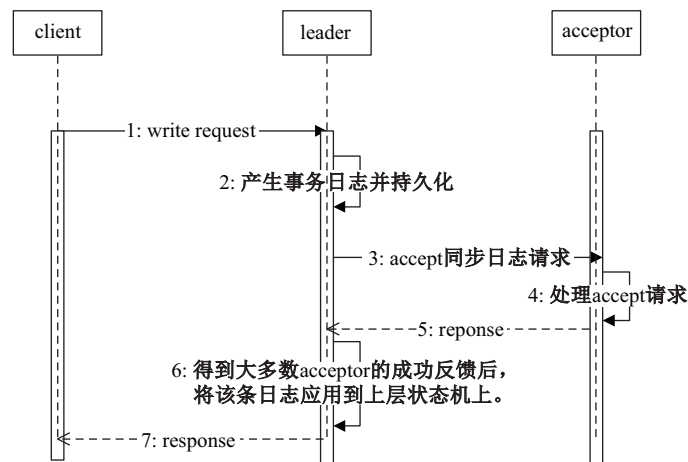 client
leader
acceptor
1: write request
2: 产生事务日志并持久化
3: accept同步日志请求
4: 处理accept请求
5: reponse
6: 得到大多数acceptor的成功反馈后，
将该条日志应用到上层状态机上。
7: response